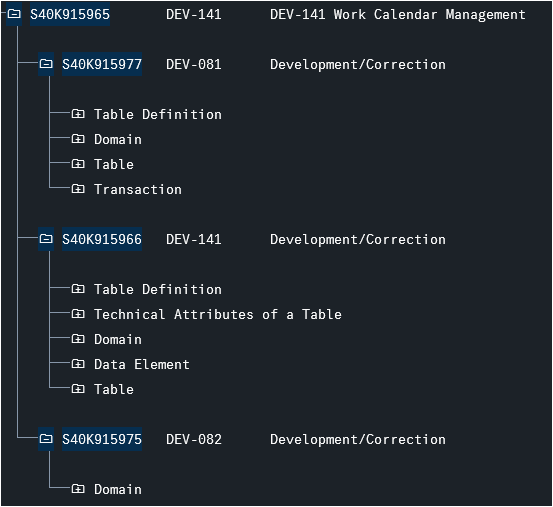 S40K915965 DEV-141 DEV-141 Work Calendar Management
S40K915977 DEV-081 Development/Correction
Table Definition
Domain
Table
Transaction
S40K915966 DEV-141 Development/Correction
Table Definition
Technical Attributes of a Table
Domain
Data Element
Table
S40K915975 DEV-082 Development/Correction
Domain